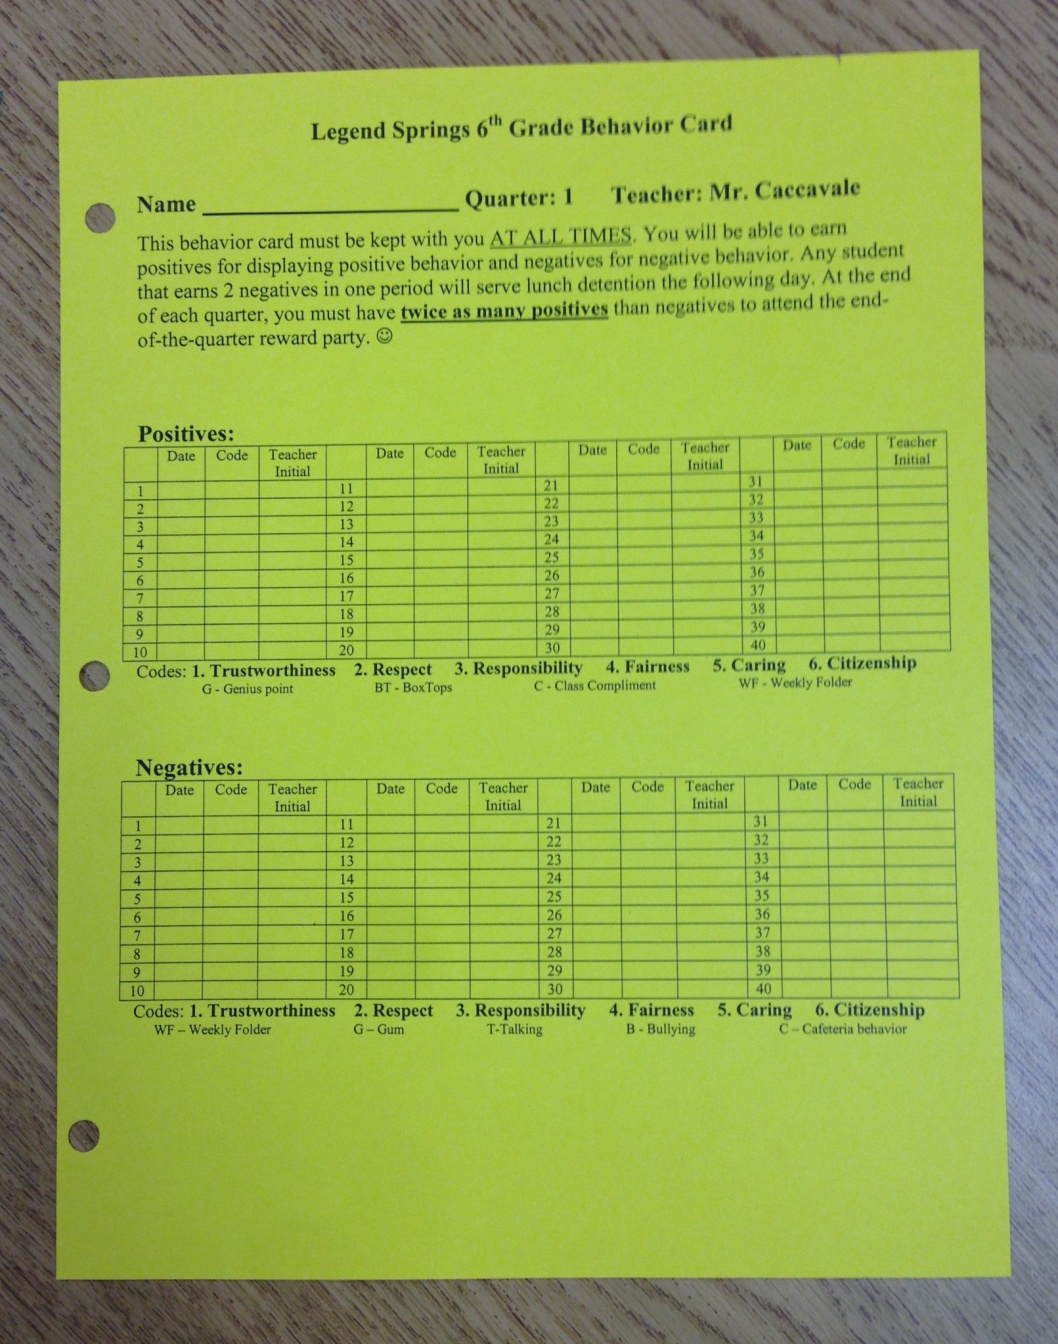 Legend Springs 6th Grade Behavior Card
Name ____________________ Quarter: 1 Teacher: Mr. Caccavale
This behavior card must be kept with you AT ALL TIMES. You will be able to earn
positives for displaying positive behavior and negatives for negative behavior. Any student
that earns 2 negatives in one period will serve lunch detention the following day. At the end
of each quarter, you must have twice as many positives than negatives to attend the end-
of-the-quarter reward party. ☺
Positives:
Date Code Teacher Initial Date Code Teacher Initial Date Code Teacher Initial Date Code Teacher Initial
1 11 21 31
2 12 22 32
3 13 23 33
4 14 24 34
5 15 25 35
6 16 26 36
7 17 27 37
8 18 28 38
9 19 29 39
10 20 30 40
Codes: 1. Trustworthiness 2. Respect 3. Responsibility 4. Fairness 5. Caring 6. Citizenship
G - Genius point BT - BoxTops C - Class Compliment WF - Weekly Folder
Negatives:
Date Code Teacher Initial Date Code Teacher Initial Date Code Teacher Initial Date Code Teacher Initial
1 11 21 31
2 12 22 32
3 13 23 33
4 14 24 34
5 15 25 35
6 16 26 36
7 17 27 37
8 18 28 38
9 19 29 39
10 20 30 40
Codes: 1. Trustworthiness 2. Respect 3. Responsibility 4. Fairness 5. Caring 6. Citizenship
WF – Weekly Folder G – Gum T-Talking B - Bullying C – Cafeteria behavior